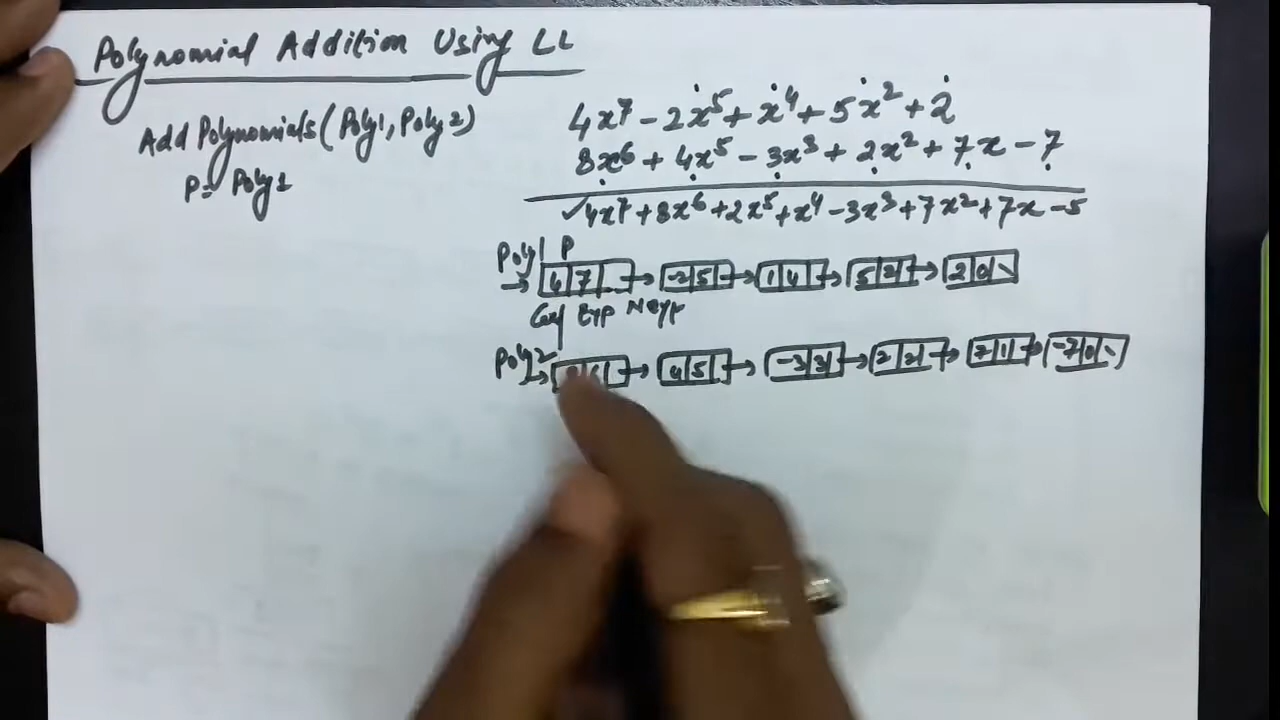 Polynomial Addition Using LL
Add Polynomials (Poly1, Poly2)
P = Poly1
4x⁷ - 2x⁵ + x⁴ + 5x² + 2
8x⁶ + 4x⁵ - 3x³ + 2x² + 7x - 7
✓4x⁷ + 8x⁶ + 2x⁵ + x⁴ - 3x³ + 7x² + 7x - 5
Poly1 P
→ 4|7| → -2|5| → 1|4| → 5|2| → 2|0|\
Coef Exp Next
Poly2
→ |6| → 4|5| → -3|3| → 2|2| → 7|1| → -7|0|\